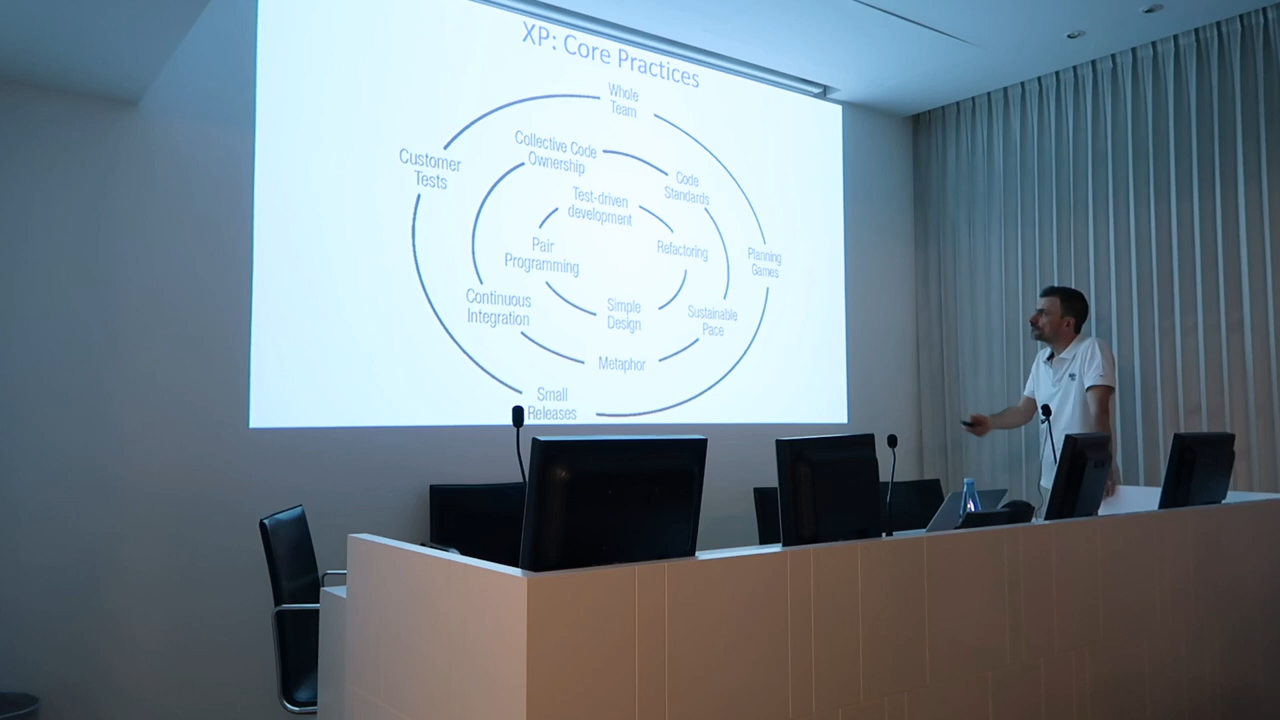 XP: Core Practices
Whole
Team
Collective Code
Ownership
Customer
Tests
Code
Standards
Test-driven
development
Pair
Programming
Refactoring
Planning
Games
Continuous
Integration
Simple
Design
Sustainable
Pace
Metaphor
Small
Releases